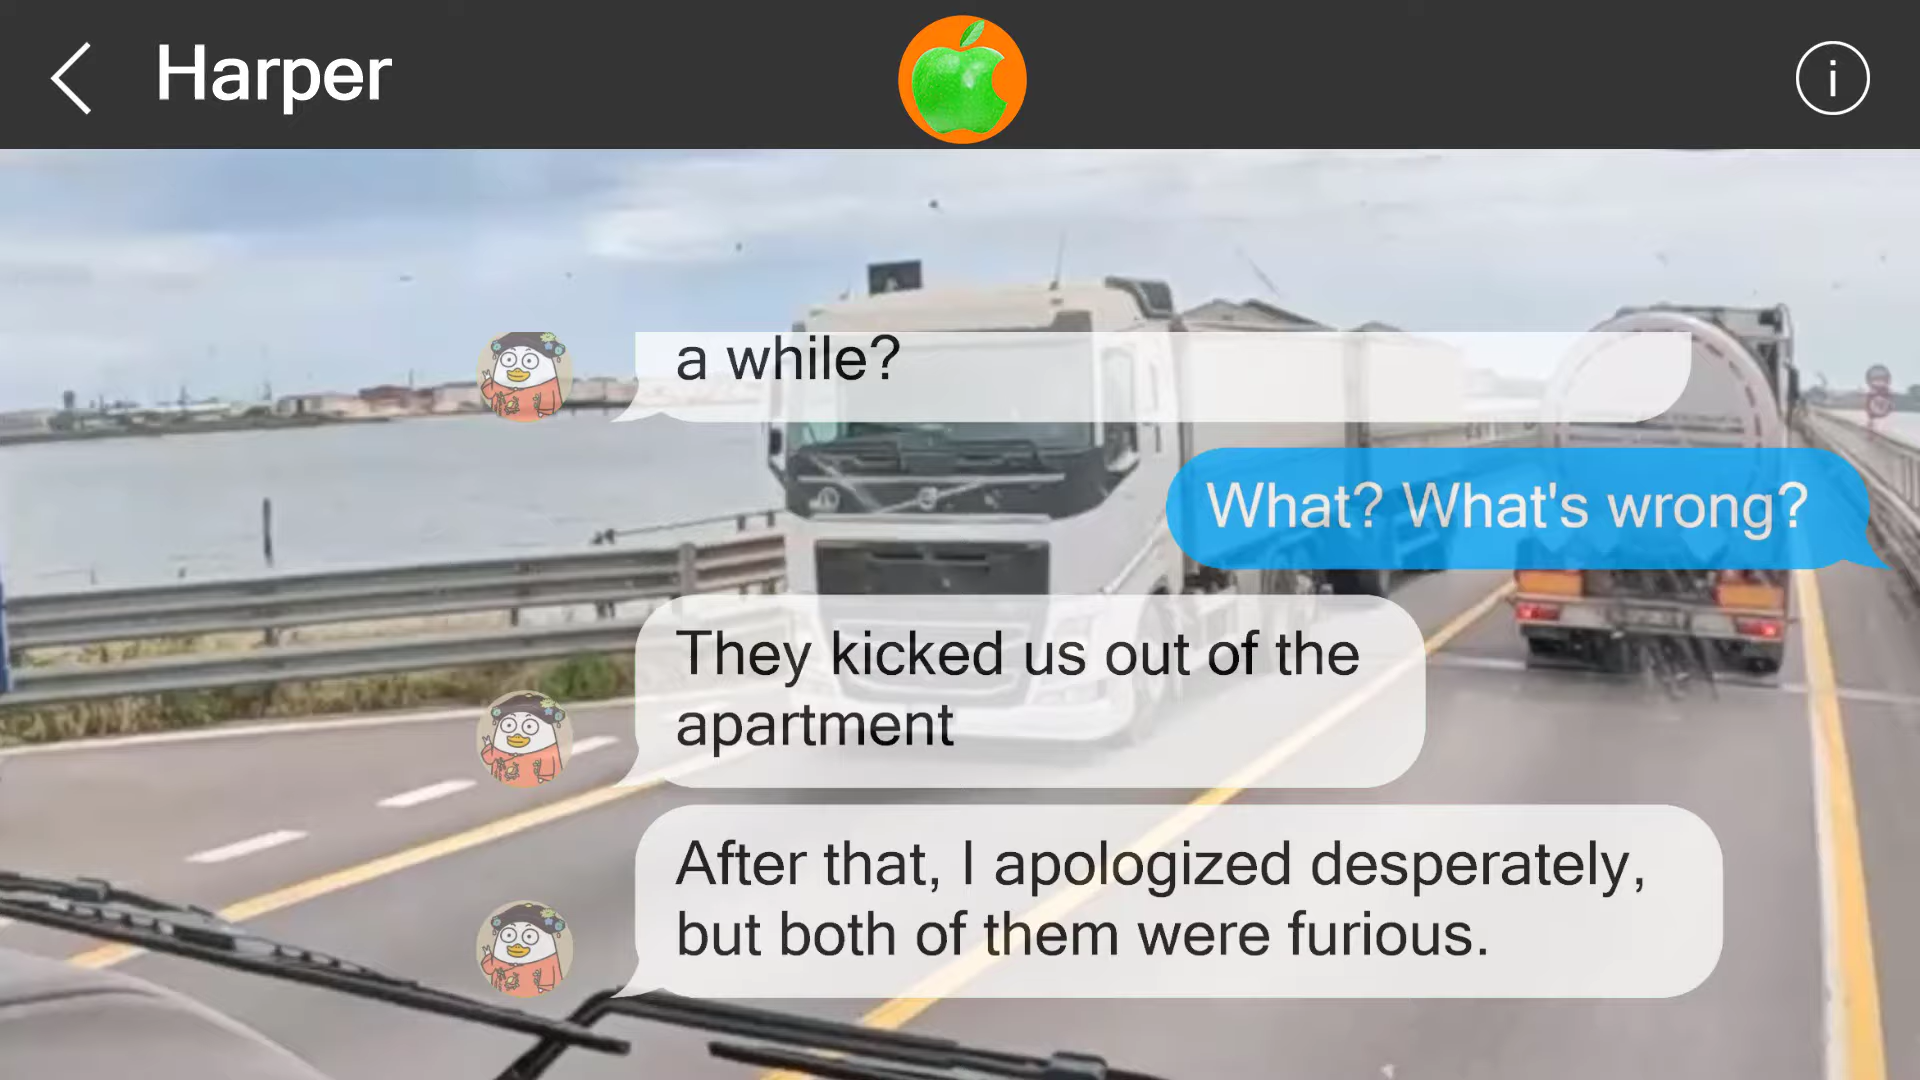 Harper
a while?
What? What's wrong?
They kicked us out of the
apartment
After that, I apologized desperately,
but both of them were furious.